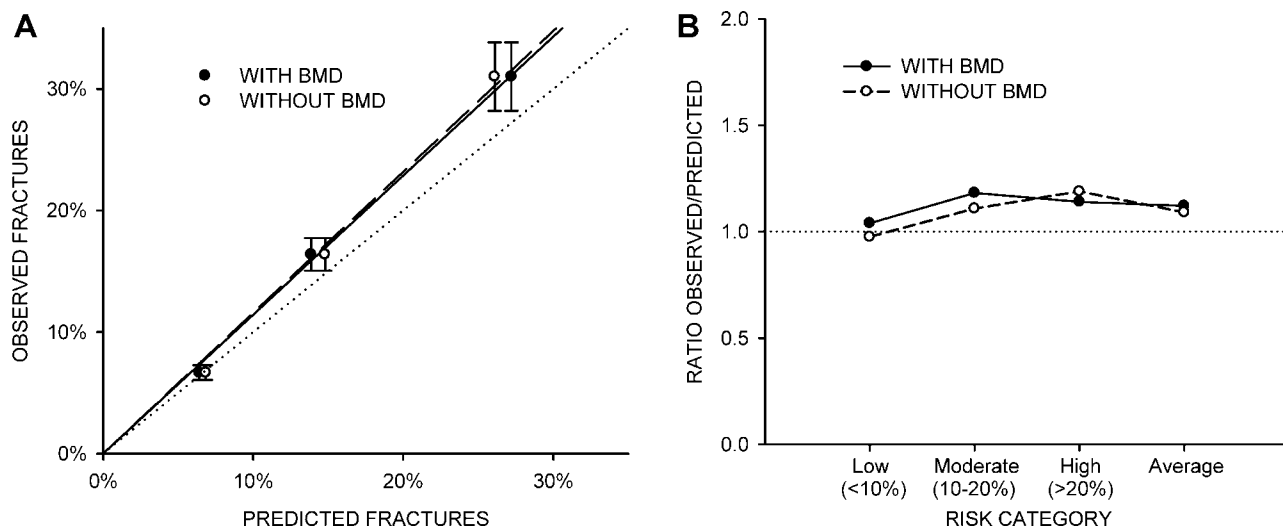 A
WITH BMD
WITHOUT BMD
OBSERVED FRACTURES
30%
20%
10%
0%
0% 10% 20% 30%
PREDICTED FRACTURES
B
WITH BMD
WITHOUT BMD
RATIO OBSERVED/PREDICTED
2.0
1.5
1.0
0.5
0.0
Low Moderate High Average
(<10%) (10-20%) (>20%)
RISK CATEGORY